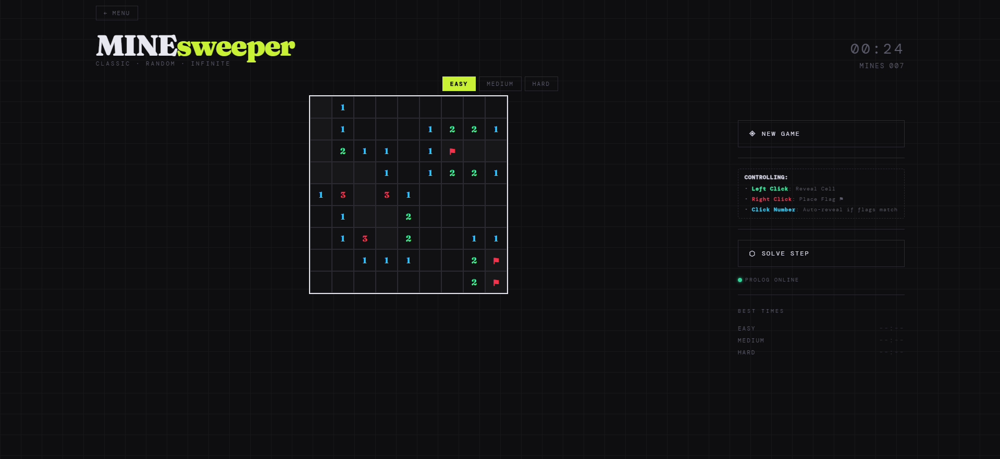 ← MENU
MINEsweeper
CLASSIC · RANDOM · INFINITE
00:24
MINES 007
EASY MEDIUM HARD
1
1 1 2 2 1
2 1 1 1
1 1 2 2 1
1 3 3 1
1 2
1 3 2 1 1
1 1 1 2
2
NEW GAME
CONTROLLING:
· Left Click: Reveal Cell
· Right Click: Place Flag ⚑
· Click Number: Auto-reveal if flags match
SOLVE STEP
PROLOG ONLINE
BEST TIMES
EASY --:--
MEDIUM --:--
HARD --:--